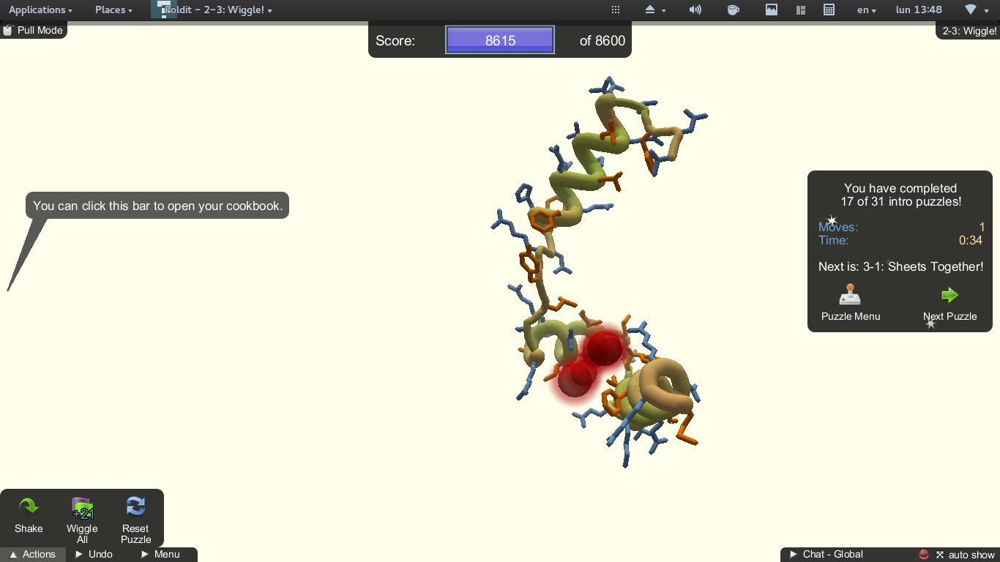 Applications
Places
Foldit - 2-3: Wiggle!
en
lun 13:48
Pull Mode
Score:
8615
of 8600
2-3: Wiggle!
You can click this bar to open your cookbook.
You have completed
17 of 31 intro puzzles!
Moves:
1
Time:
0:34
Next is: 3-1: Sheets Together!
Puzzle Menu
Next Puzzle
+21
Shake
Wiggle
All
Reset
Puzzle
Actions
Undo
Menu
Chat - Global
auto show